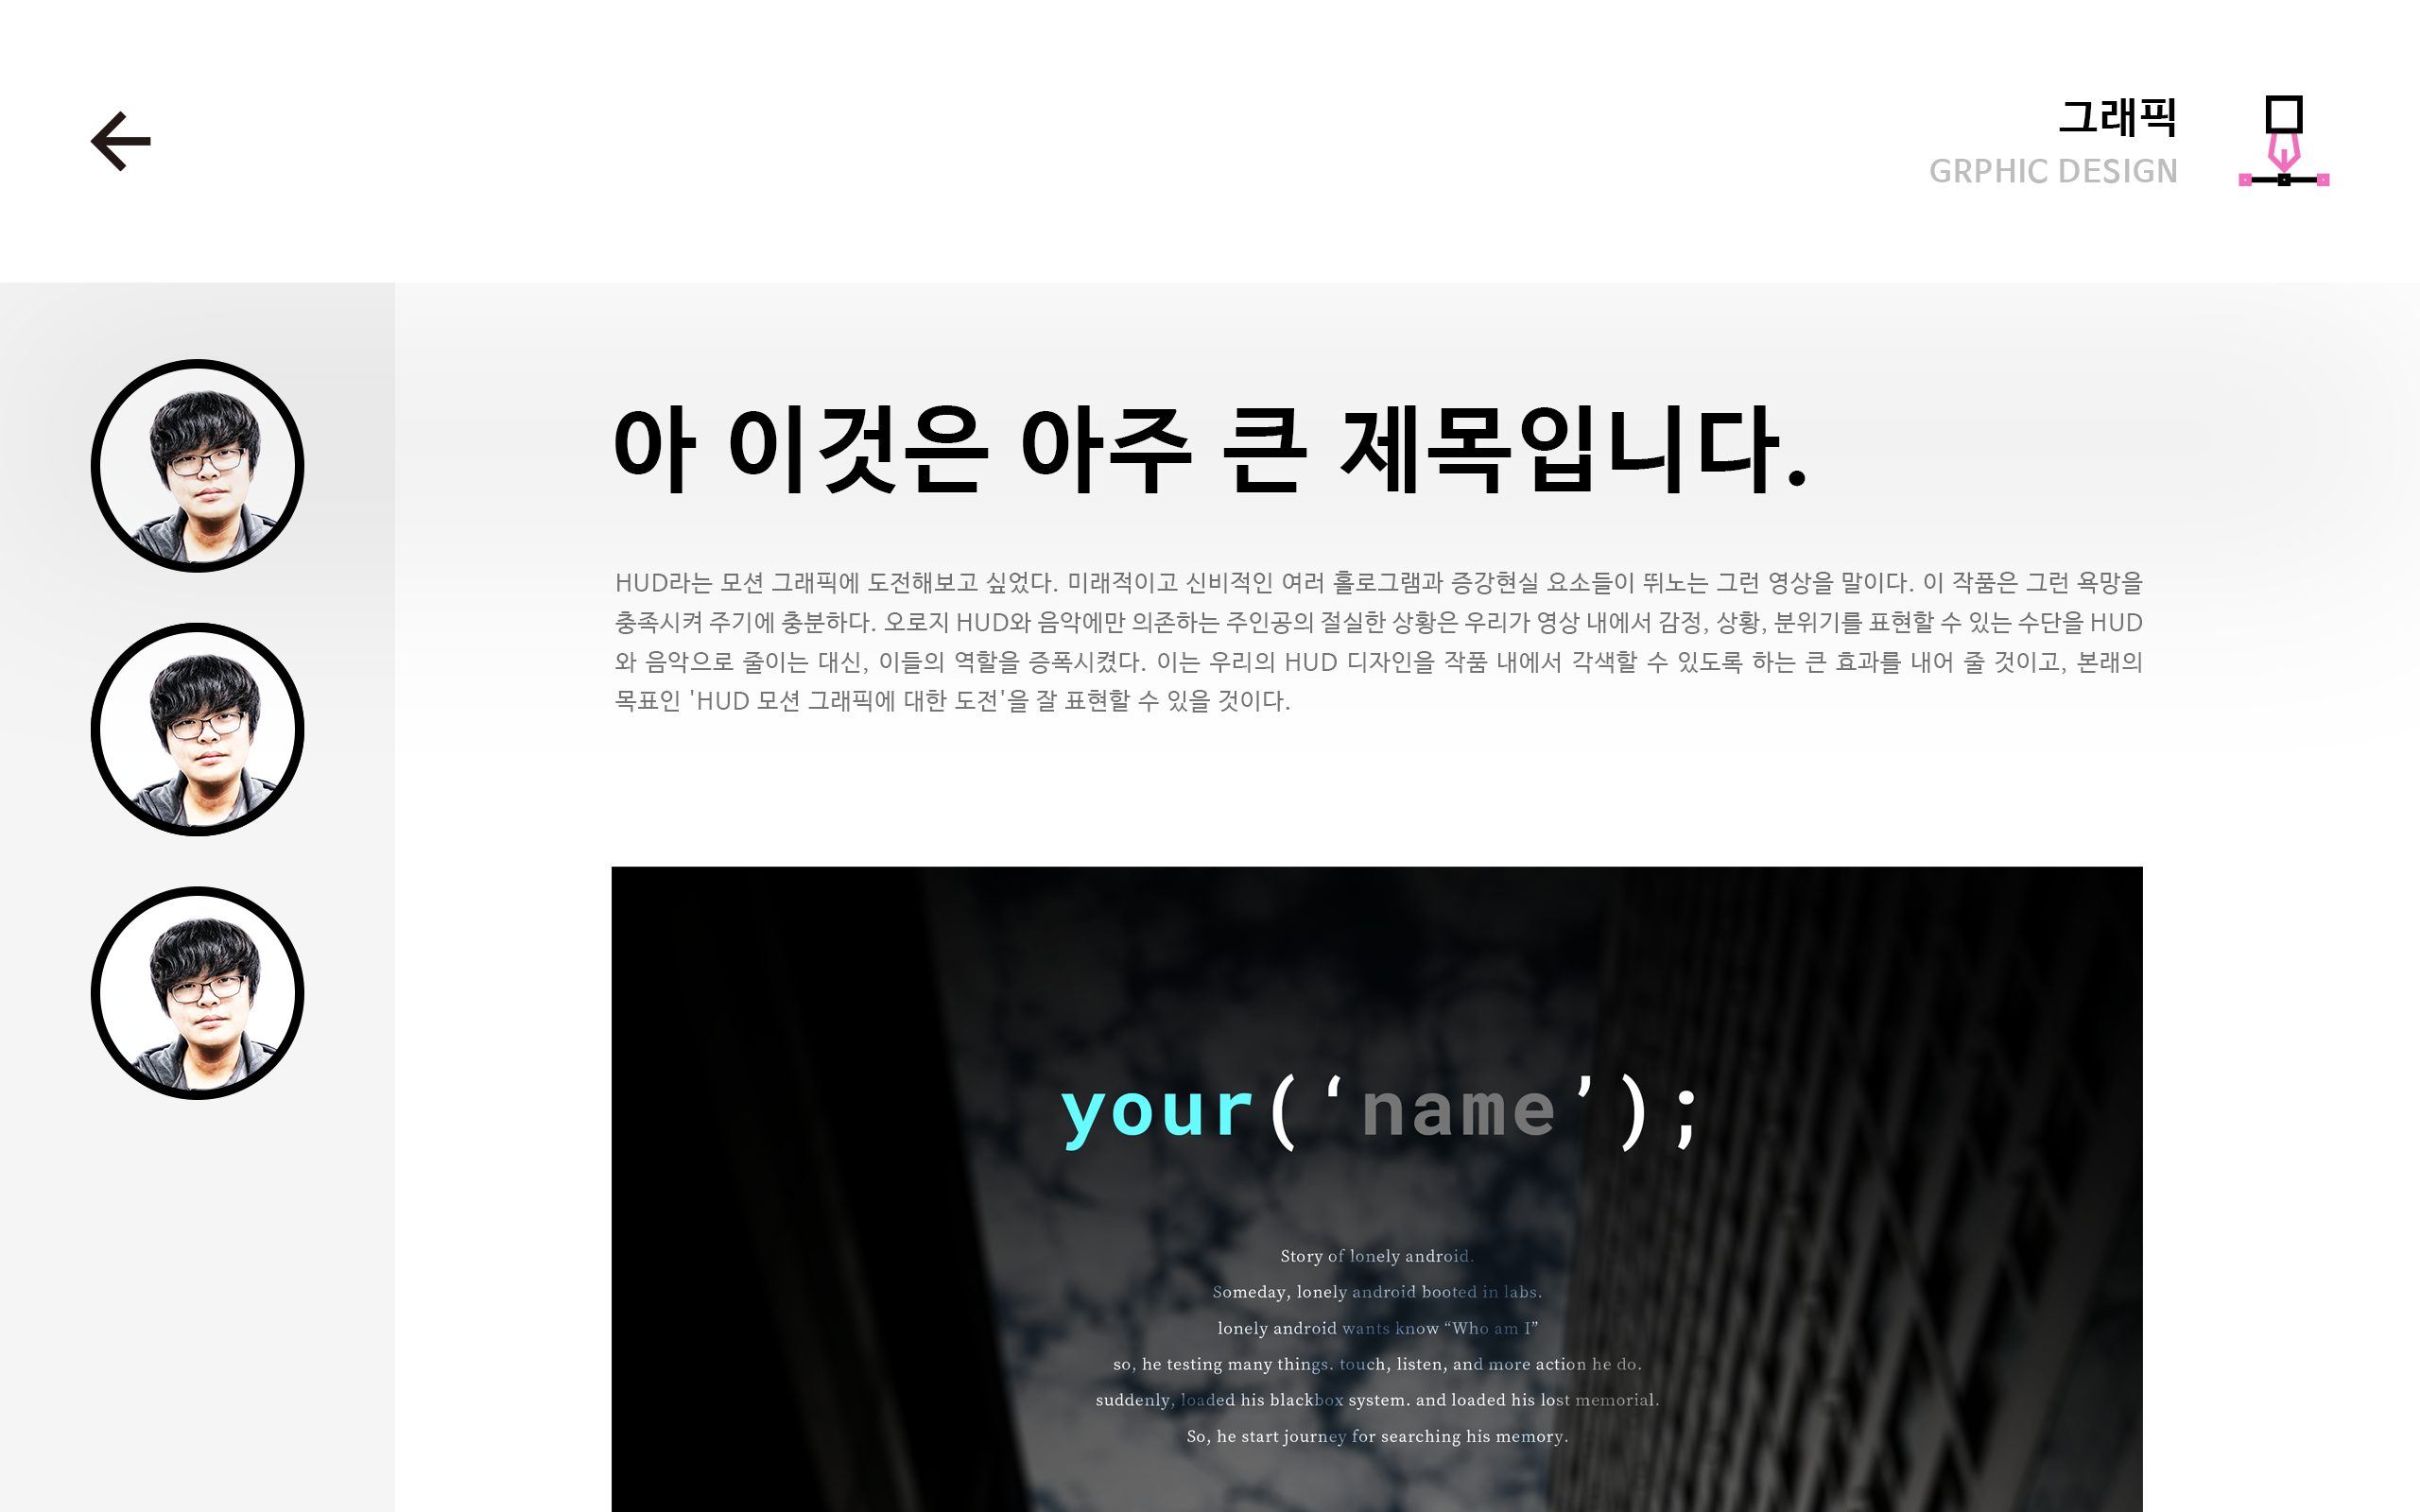 그래픽
GRPHIC DESIGN
아 이것은 아주 큰 제목입니다.
HUD라는 모션 그래픽에 도전해보고 싶었다. 미래적이고 신비적인 여러 홀로그램과 증강현실 요소들이 뛰노는 그런 영상을 말이다. 이 작품은 그런 욕망을
충족시켜 주기에 충분하다. 오로지 HUD와 음악에만 의존하는 주인공의 절실한 상황은 우리가 영상 내에서 감정, 상황, 분위기를 표현할 수 있는 수단을 HUD
와 음악으로 줄이는 대신, 이들의 역할을 증폭시켰다. 이는 우리의 HUD 디자인을 작품 내에서 각색할 수 있도록 하는 큰 효과를 내어 줄 것이고, 본래의
목표인 'HUD 모션 그래픽에 대한 도전'을 잘 표현할 수 있을 것이다.
your(‘name’);
Story of lonely android.
Someday, lonely android booted in labs.
lonely android wants know “Who am I”
so, he testing many things. touch, listen, and more action he do.
suddenly, loaded his blackbox system. and loaded his lost memorial.
So, he start journey for searching his memory.